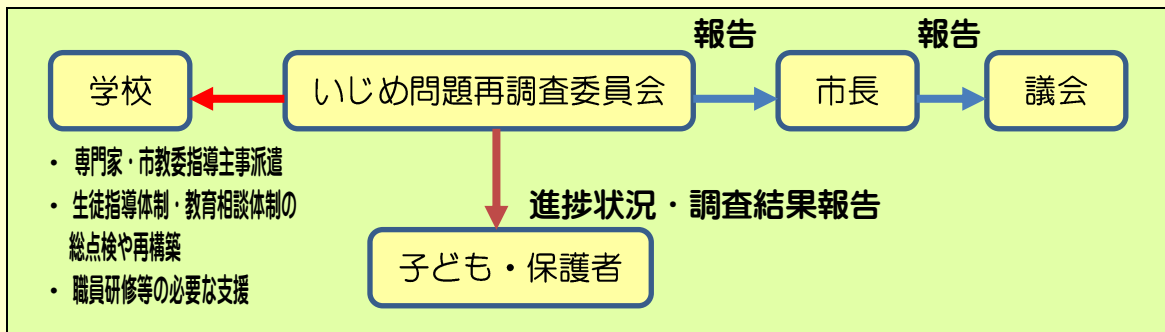 報告
報告
学校
いじめ問題再調査委員会
市長
議会
・ 専門家・市教委指導主事派遣
・ 生徒指導体制・教育相談体制の
総点検や再構築
・ 職員研修等の必要な支援
進捗状況・調査結果報告
子ども・保護者